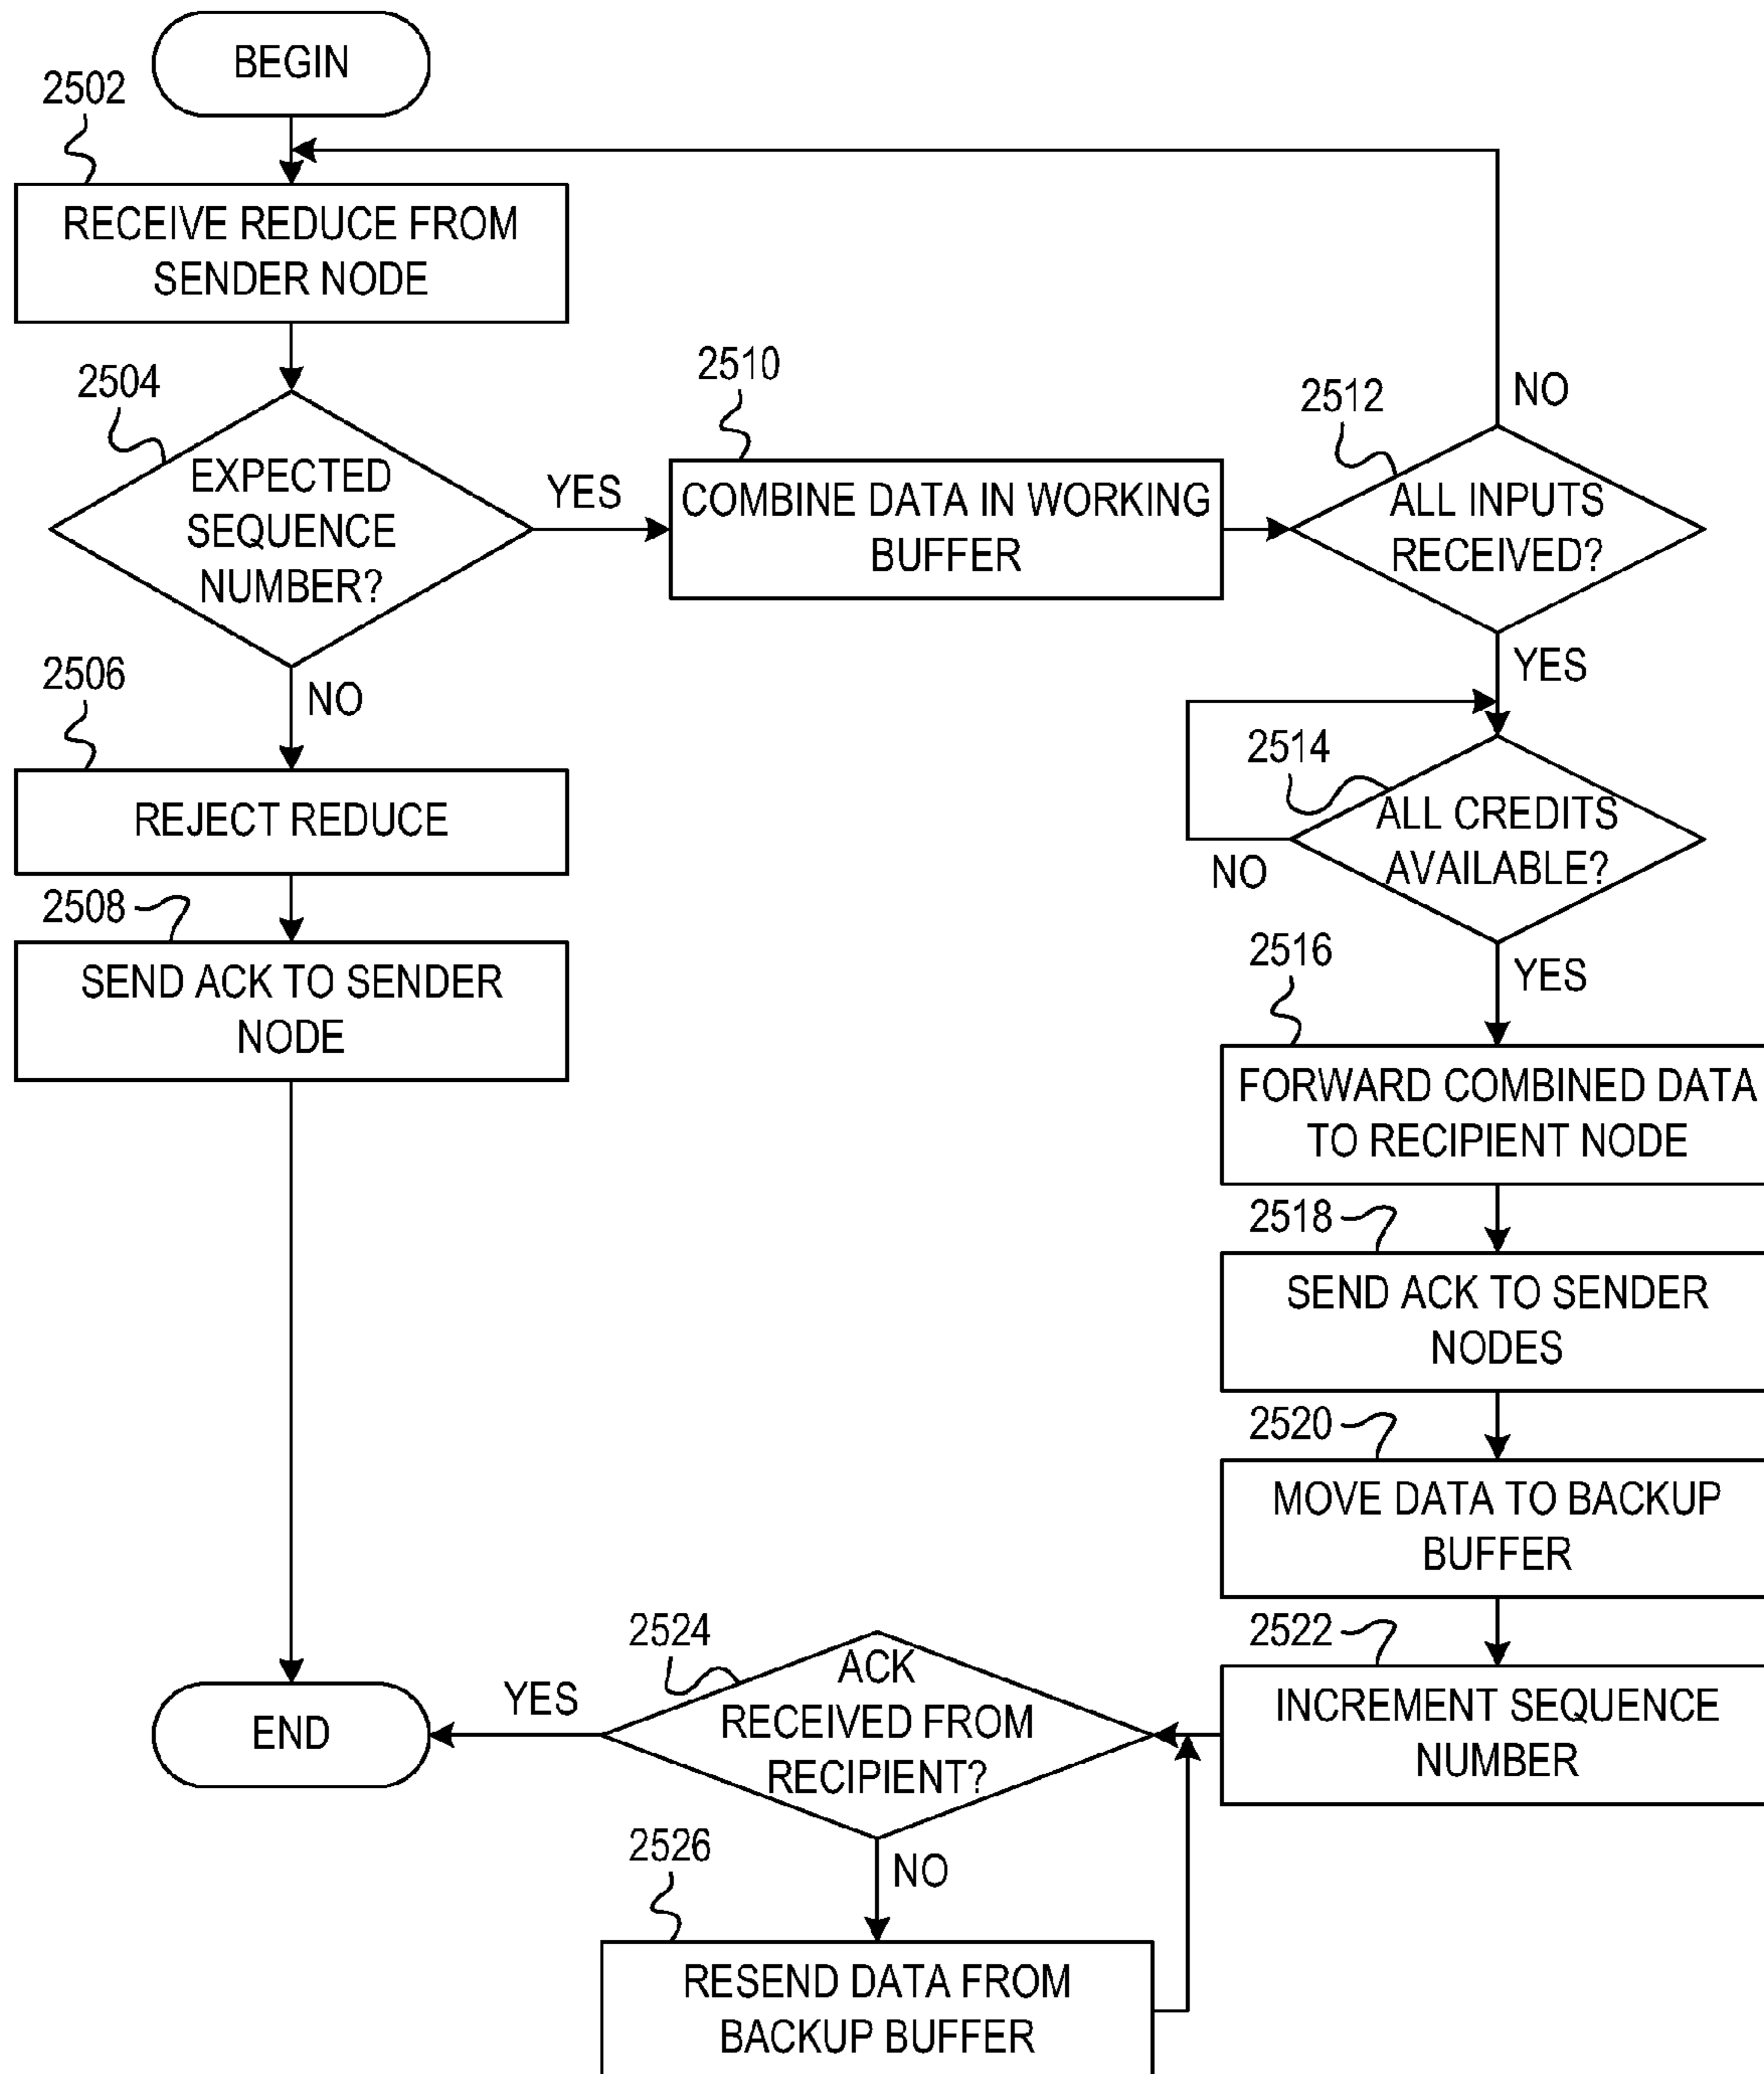 BEGIN
2502
RECEIVE REDUCE FROM
SENDER NODE
2504
EXPECTED
SEQUENCE
NUMBER?
YES
NO
2506
REJECT REDUCE
2508
SEND ACK TO SENDER
NODE
2510
COMBINE DATA IN WORKING
BUFFER
2512
ALL INPUTS
RECEIVED?
NO
YES
2514
ALL CREDITS
AVAILABLE?
NO
YES
2516
FORWARD COMBINED DATA
TO RECIPIENT NODE
2518
SEND ACK TO SENDER
NODES
2520
MOVE DATA TO BACKUP
BUFFER
2522
INCREMENT SEQUENCE
NUMBER
2524
ACK
RECEIVED FROM
RECIPIENT?
YES
END
NO
2526
RESEND DATA FROM
BACKUP BUFFER